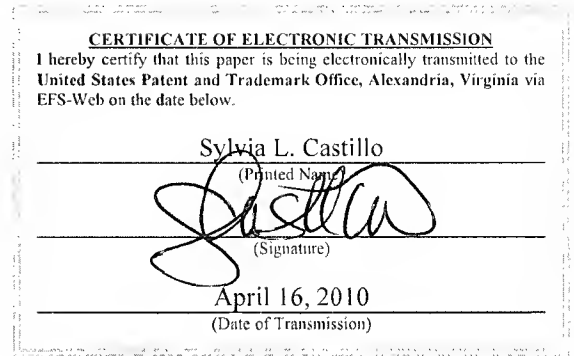 CERTIFICATE OF ELECTRONIC TRANSMISSION
I hereby certify that this paper is being electronically transmitted to the
United States Patent and Trademark Office, Alexandria, Virginia via
EFS-Web on the date below.
Sylvia L. Castillo
(Printed Name)
(Signature)
April 16, 2010
(Date of Transmission)